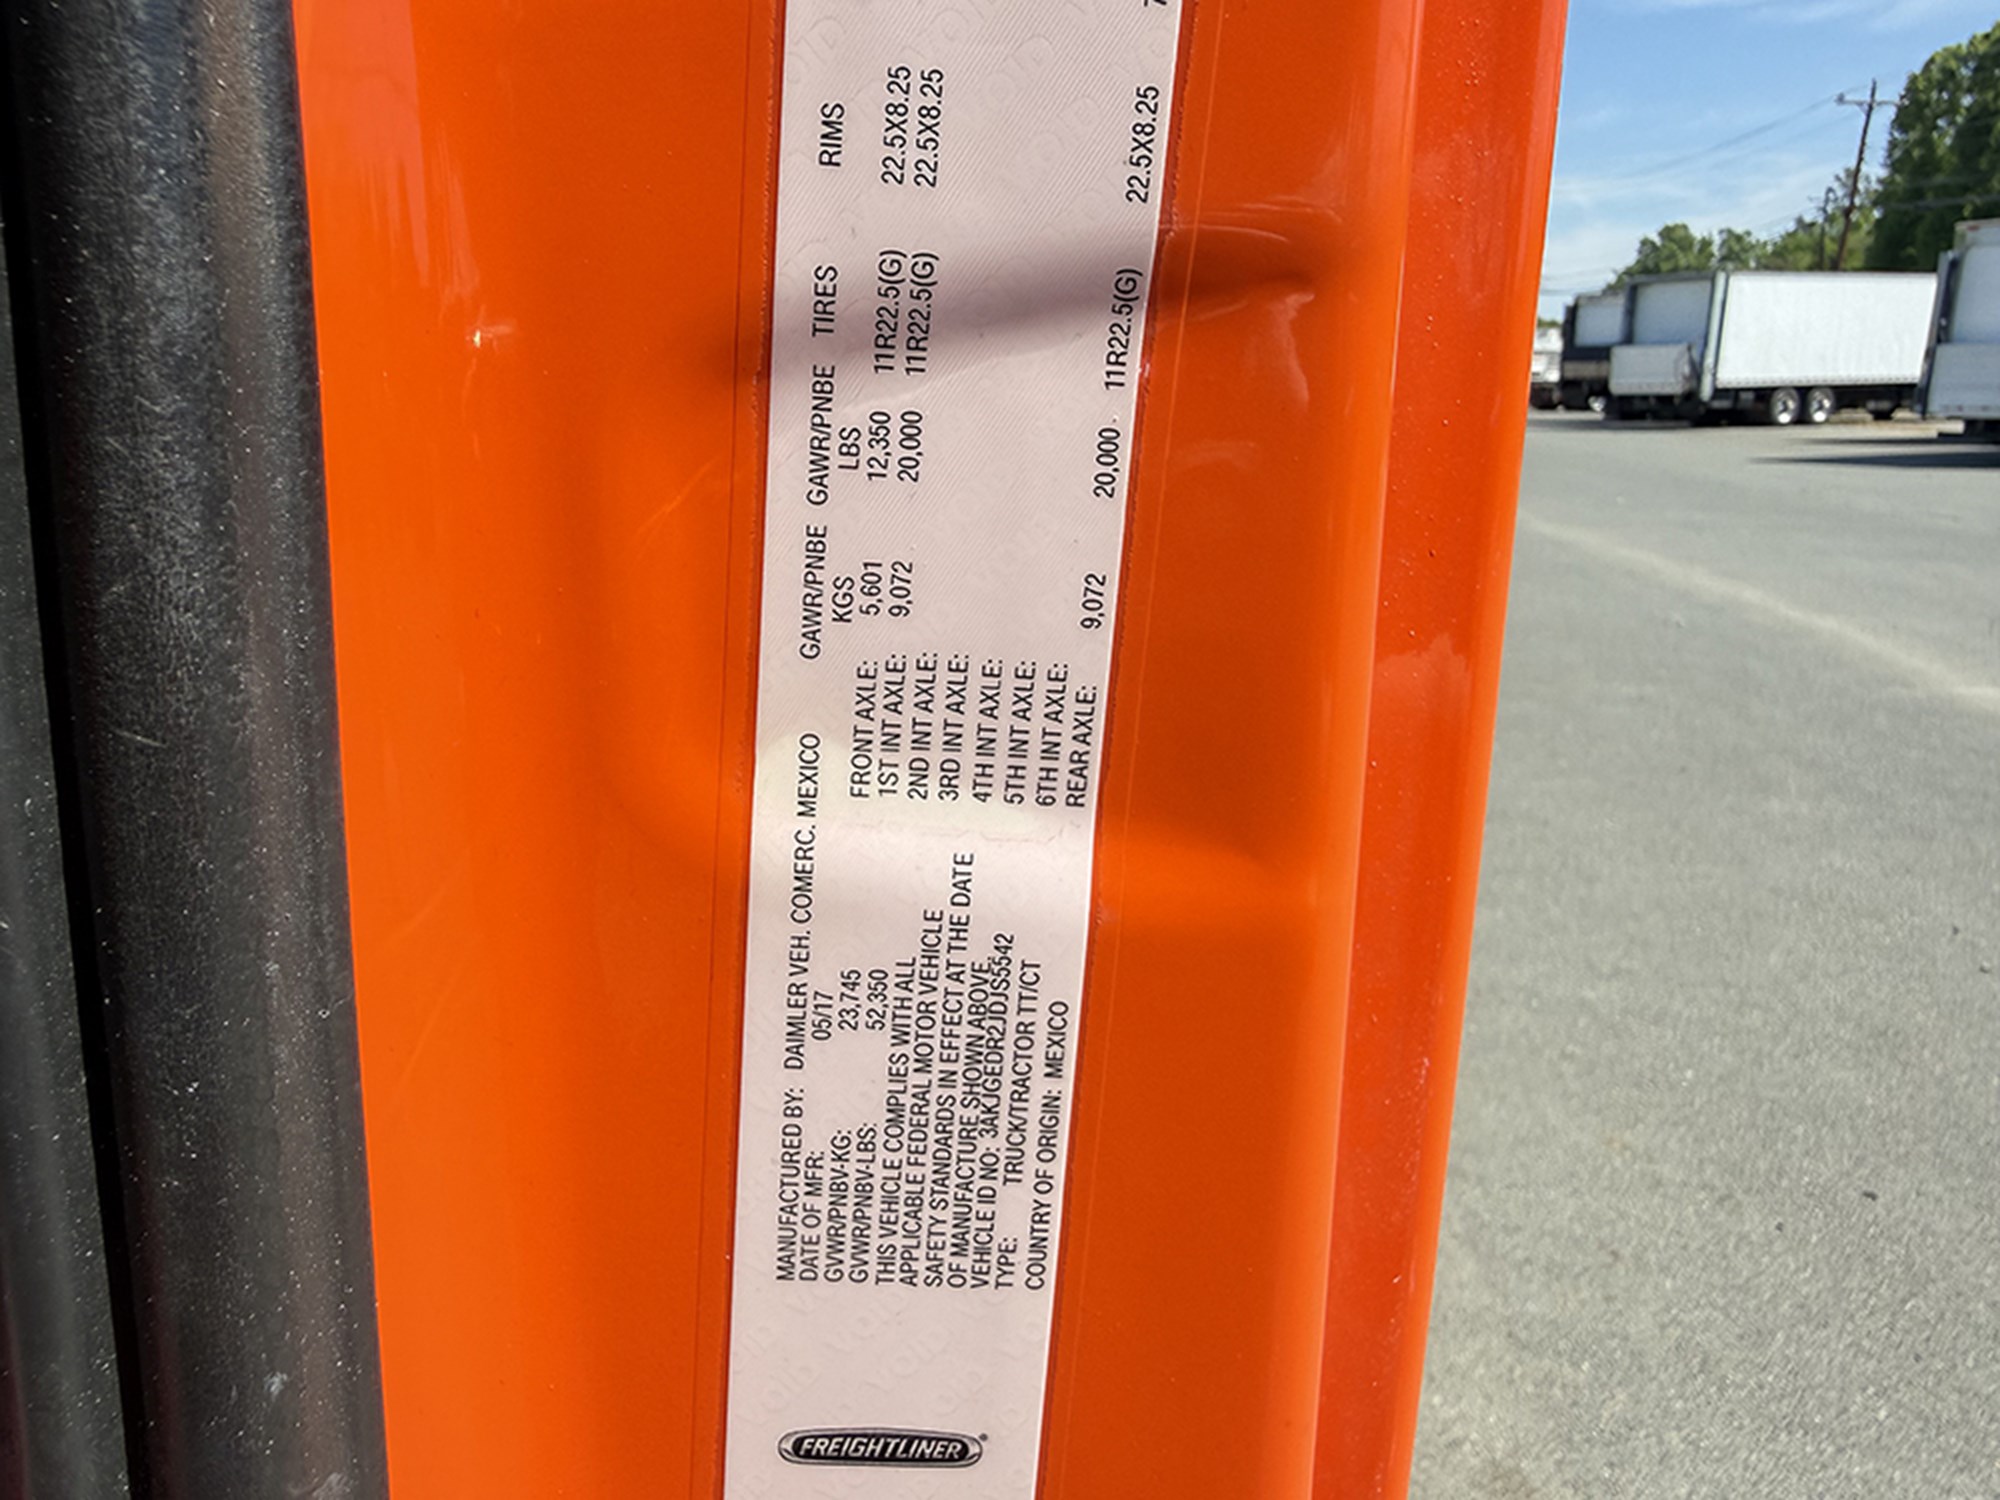 FREIGHTLINER
MANUFACTURED BY: DAIMLER VEH. COMERC. MEXICO
DATE OF MFR: 05/17
GVWR/PNBV-KG: 23,745
GVWR/PNBV-LBS: 52,350
THIS VEHICLE COMPLIES WITH ALL
APPLICABLE FEDERAL MOTOR VEHICLE
SAFETY STANDARDS IN EFFECT AT THE DATE
OF MANUFACTURE SHOWN ABOVE.
VEHICLE ID NO: 3AKJGEDR2JDJS5542
TYPE: TRUCK/TRACTOR TT/CT
COUNTRY OF ORIGIN: MEXICO
GAWR/PNBE GAWR/PNBE TIRES RIMS
KGS LBS
FRONT AXLE: 5,601 12,350 11R22.5(G) 22.5X8.25
1ST INT AXLE: 9,072 20,000 11R22.5(G) 22.5X8.25
2ND INT AXLE:
3RD INT AXLE:
4TH INT AXLE:
5TH INT AXLE:
6TH INT AXLE:
REAR AXLE: 9,072 20,000 11R22.5(G) 22.5X8.25